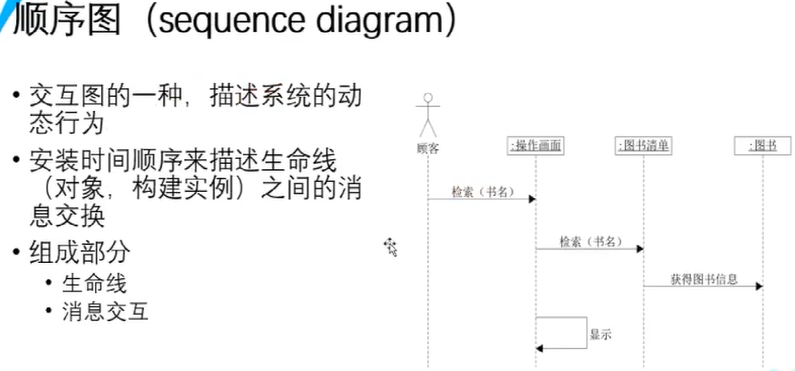 顺序图（sequence diagram）
• 交互图的一种，描述系统的动
态行为
• 安装时间顺序来描述生命线
（对象，构建实例）之间的消
息交换
• 组成部分
• 生命线
• 消息交互
顾客
:操作画面
:图书清单
:图书
检索（书名）
检索（书名）
获得图书信息
显示